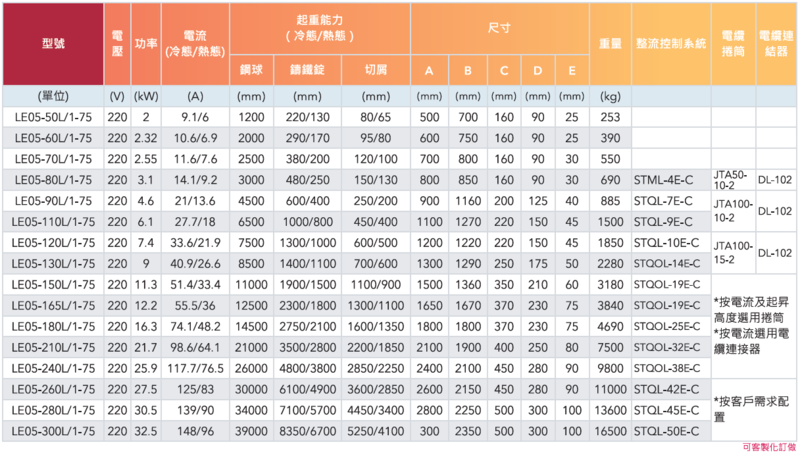 型號 電壓 功率 電流(冷態/熱態) 起重能力(冷態/熱態) 尺寸 重量 整流控制系統 電纜捲筒 電纜連結器
鋼球 鑄鐵錠 切屑 A B C D E
(單位) (V) (kW) (A) (mm) (mm) (mm) (mm) (mm) (mm) (mm) (mm) (kg)
LE05-50L/1-75 220 2 9.1/6 1200 220/130 80/65 500 700 160 90 25 253
LE05-60L/1-75 220 2.32 10.6/6.9 2000 290/170 95/80 600 750 160 90 25 390
LE05-70L/1-75 220 2.55 11.6/7.6 2500 380/200 120/100 700 800 160 90 30 550
LE05-80L/1-75 220 3.1 14.1/9.2 3000 480/250 150/130 800 850 160 90 30 690 STML-4E-C JTA50-10-2 DL-102
LE05-90L/1-75 220 4.6 21/13.6 4500 600/400 250/200 900 1160 200 125 40 885 STQL-7E-C JTA100-10-2 DL-102
LE05-110L/1-75 220 6.1 27.7/18 6500 1000/800 450/400 1100 1270 220 150 45 1500 STQL-9E-C
LE05-120L/1-75 220 7.4 33.6/21.9 7500 1300/1000 600/500 1200 1220 220 150 45 1850 STQL-10E-C JTA100-15-2 DL-102
LE05-130L/1-75 220 9 40.9/26.6 8500 1400/1100 700/600 1300 1290 250 175 50 2280 STQOL-14E-C
LE05-150L/1-75 220 11.3 51.4/33.4 11000 1900/1500 1100/900 1500 1360 350 210 60 3180 STQOL-19E-C *按電流及起昇高度選用捲筒 *按電流選用電纜連接器
LE05-165L/1-75 220 12.2 55.5/36 12500 2300/1800 1300/1100 1650 1670 370 230 75 3840 STQOL-19E-C
LE05-180L/1-75 220 16.3 74.1/48.2 14500 2750/2100 1600/1350 1800 1800 370 230 75 4690 STQOL-25E-C
LE05-210L/1-75 220 21.7 98.6/64.1 21000 3500/2800 2200/1850 2100 1900 400 250 80 7500 STQOL-32E-C
LE05-240L/1-75 220 25.9 117.7/76.5 26000 4800/3800 2850/2250 2400 2100 450 280 90 9800 STQOL-38E-C
LE05-260L/1-75 220 27.5 125/83 30000 6100/4900 3600/2850 2600 2150 450 280 90 11000 STQL-42E-C *按客戶需求配置
LE05-280L/1-75 220 30.5 139/90 34000 7100/5700 4450/3400 2800 2250 500 300 100 13600 STQL-45E-C
LE05-300L/1-75 220 32.5 148/96 39000 8350/6700 5250/4100 300 2350 500 300 100 16500 STQL-50E-C
可客製化訂做